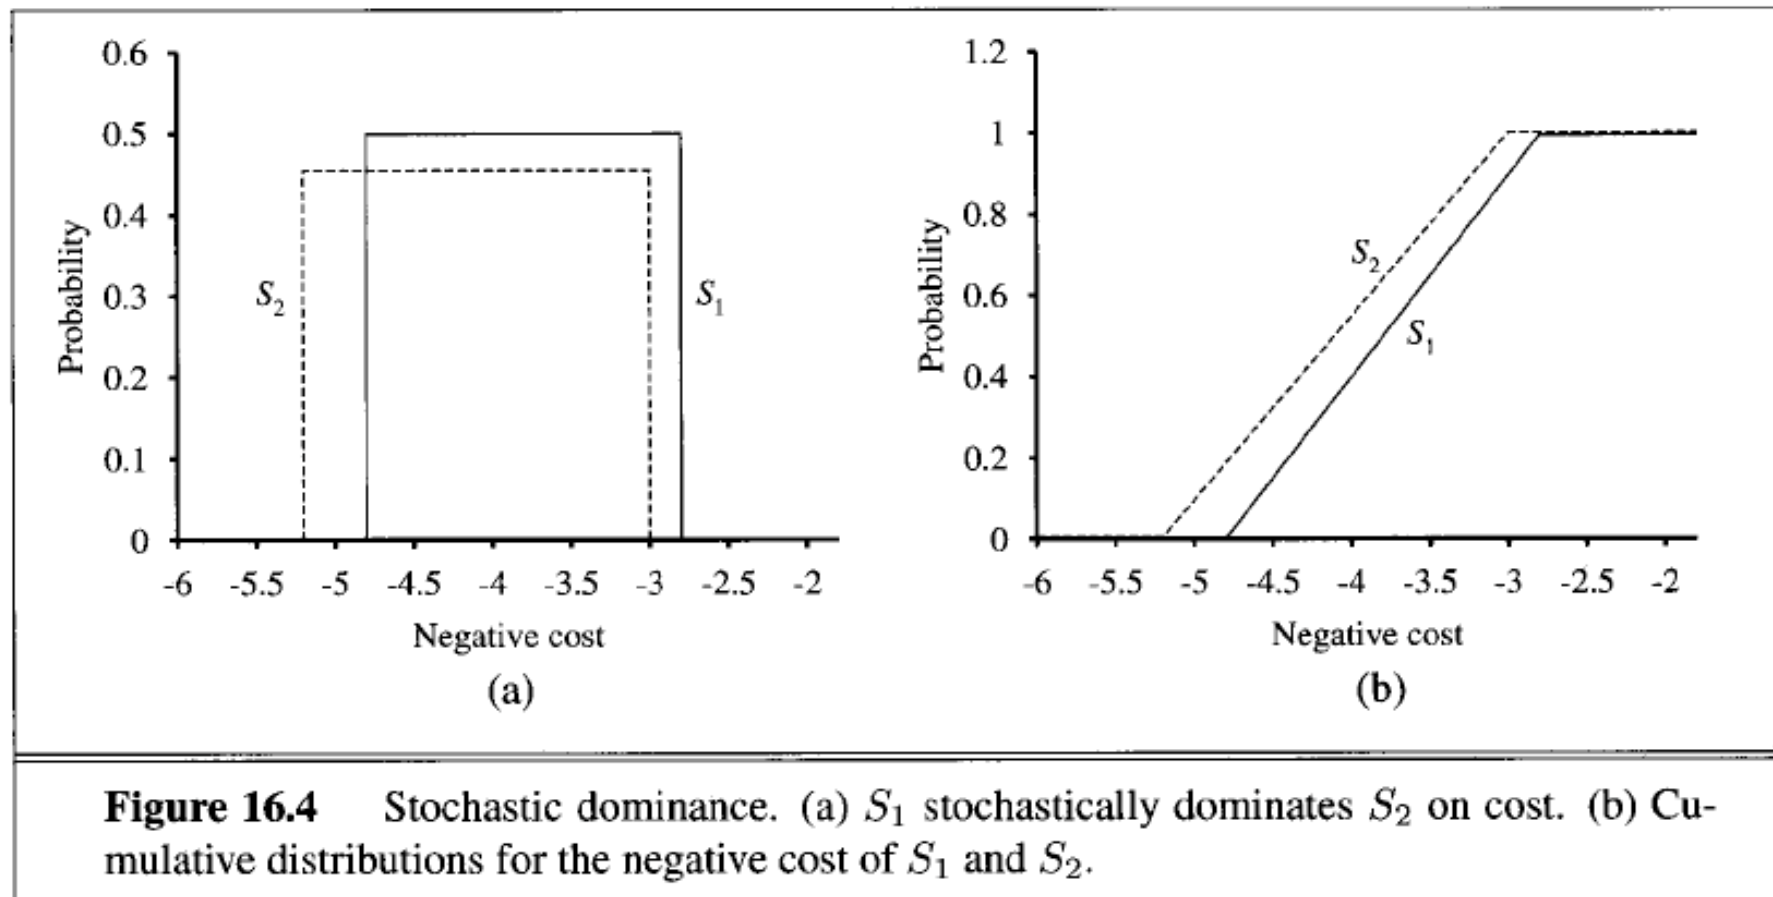 0.6
0.5
0.4
0.3
0.2
0.1
0
Probability
S₂
S₁
-6 -5.5 -5 -4.5 -4 -3.5 -3 -2.5 -2
Negative cost
(a)
1.2
1
0.8
0.6
0.4
0.2
0
Probability
S₂
S₁
-6 -5.5 -5 -4.5 -4 -3.5 -3 -2.5 -2
Negative cost
(b)
Figure 16.4 Stochastic dominance. (a) S₁ stochastically dominates S₂ on cost. (b) Cu-
mulative distributions for the negative cost of S₁ and S₂.